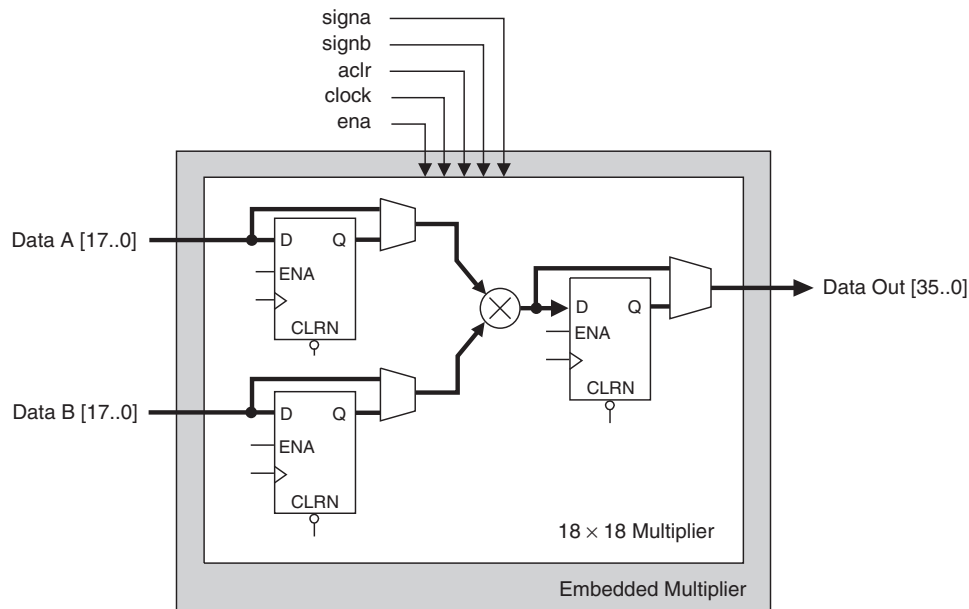 signa
signb
aclr
clock
ena
Data A [17..0]
D Q
ENA
CLRN
Data B [17..0]
D Q
ENA
CLRN
D Q
ENA
CLRN
Data Out [35..0]
18 × 18 Multiplier
Embedded Multiplier